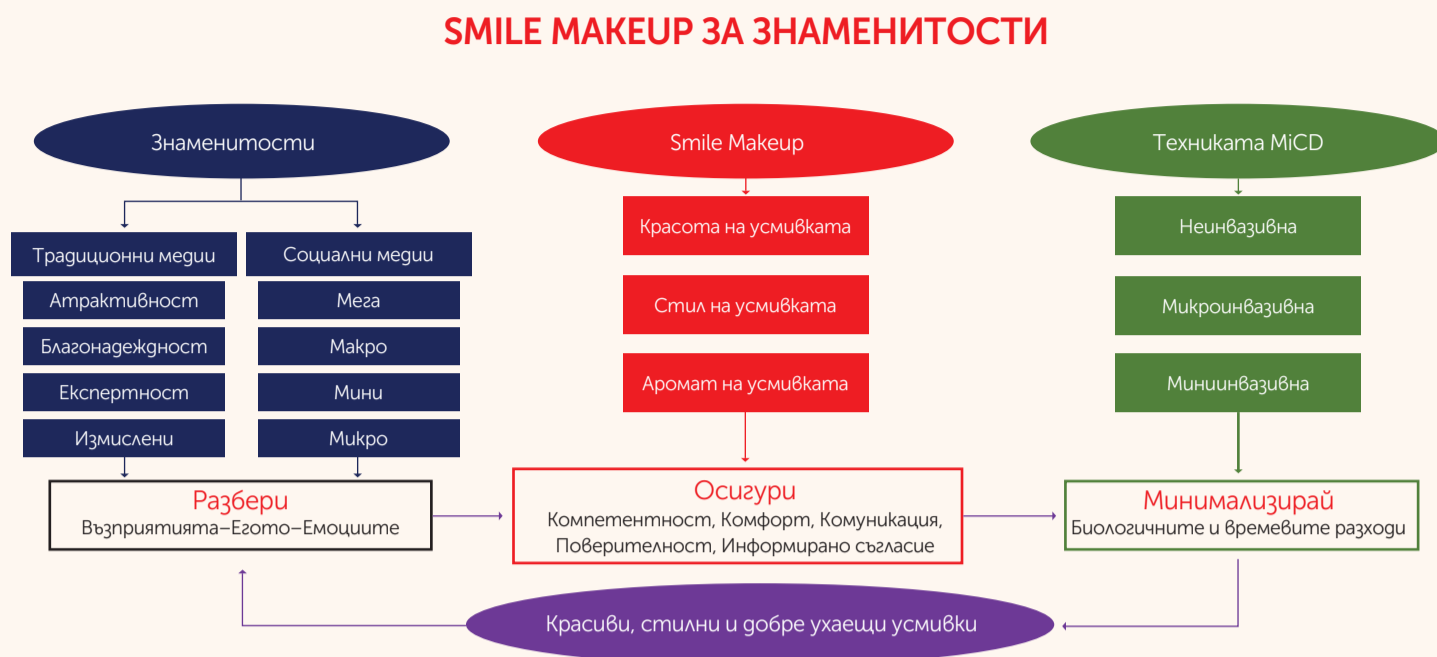 SMILE MAKEUP ЗА ЗНАМЕНИТОСТИ
Знаменитости
Традиционни медии
Атрактивност
Благонадеждност
Експертност
Измислени
Социални медии
Мега
Макро
Мини
Микро
Разбери
Възприятията–Егото–Емоциите
Smile Makeup
Красота на усмивката
Стил на усмивката
Аромат на усмивката
Осигури
Компетентност, Комфорт, Комуникация,
Поверителност, Информирано съгласие
Техниката MiCD
Неинвазивна
Микроинвазивна
Миниинвазивна
Минимализирай
Биологичните и времевите разходи
Красиви, стилни и добре ухаещи усмивки